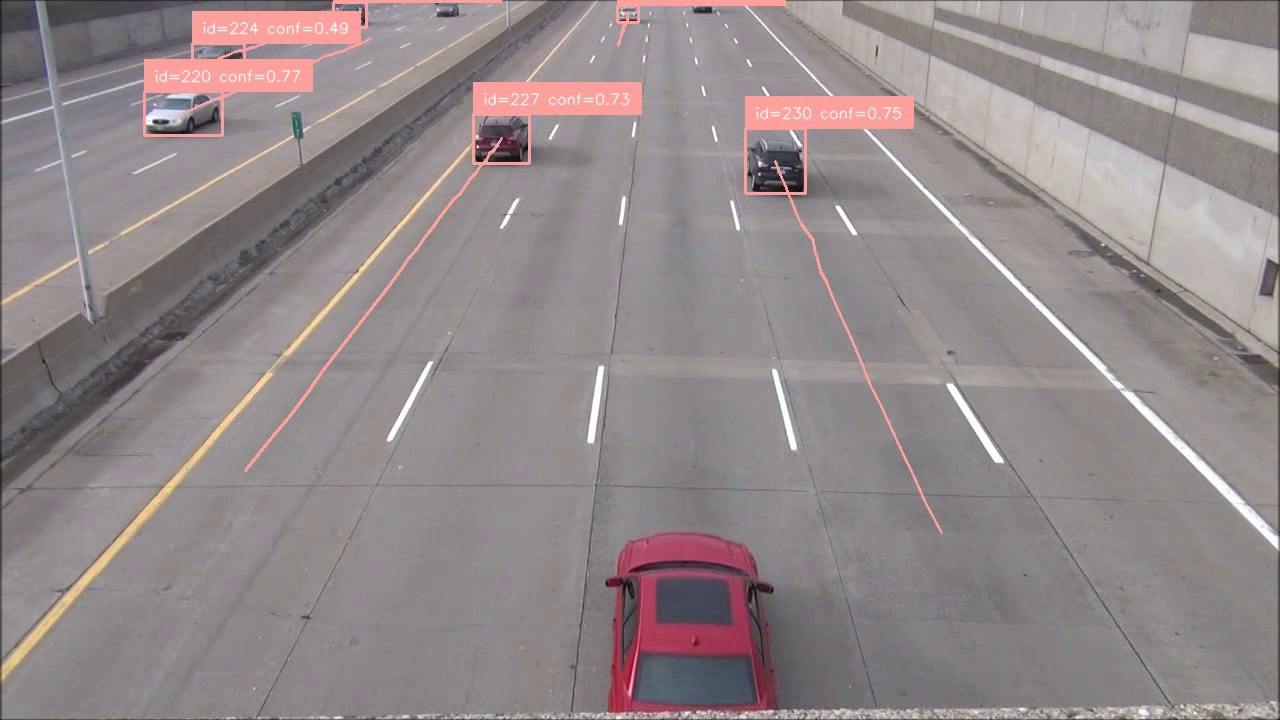 id=224 conf=0.49
id=220 conf=0.77
id=227 conf=0.73
id=230 conf=0.75